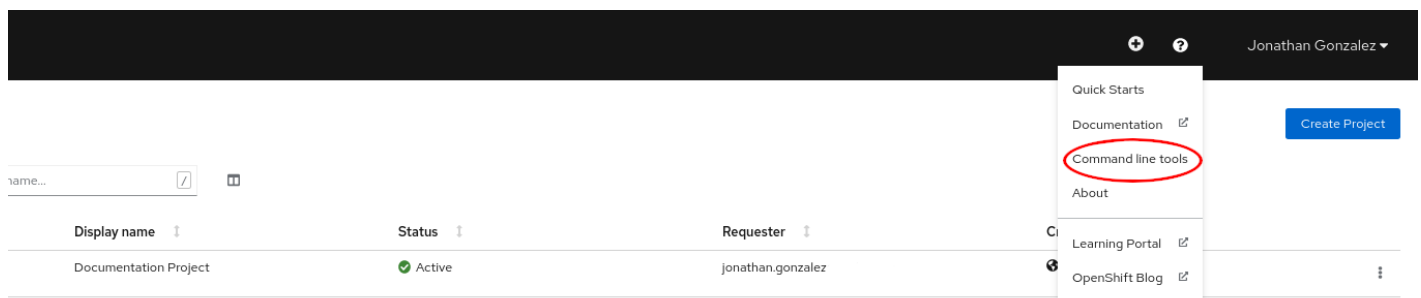 Jonathan Gonzalez
Quick Starts
Documentation
Create Project
Command line tools
name...
/
About
Display name
Status
Requester
Learning Portal
Documentation Project
Active
jonathan.gonzalez
OpenShift Blog